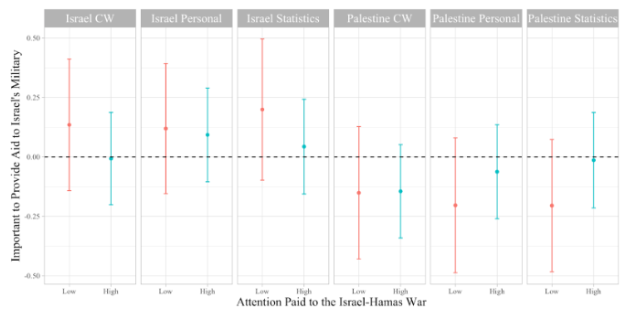 Israel CW Israel Personal Israel Statistics Palestine CW Palestine Personal Palestine Statistics
Important to Provide Aid to Israel's Military
0.50
0.25
0.00
-0.25
-0.50
Low High Low High Low High Low High Low High Low High
Attention Paid to the Israel-Hamas War